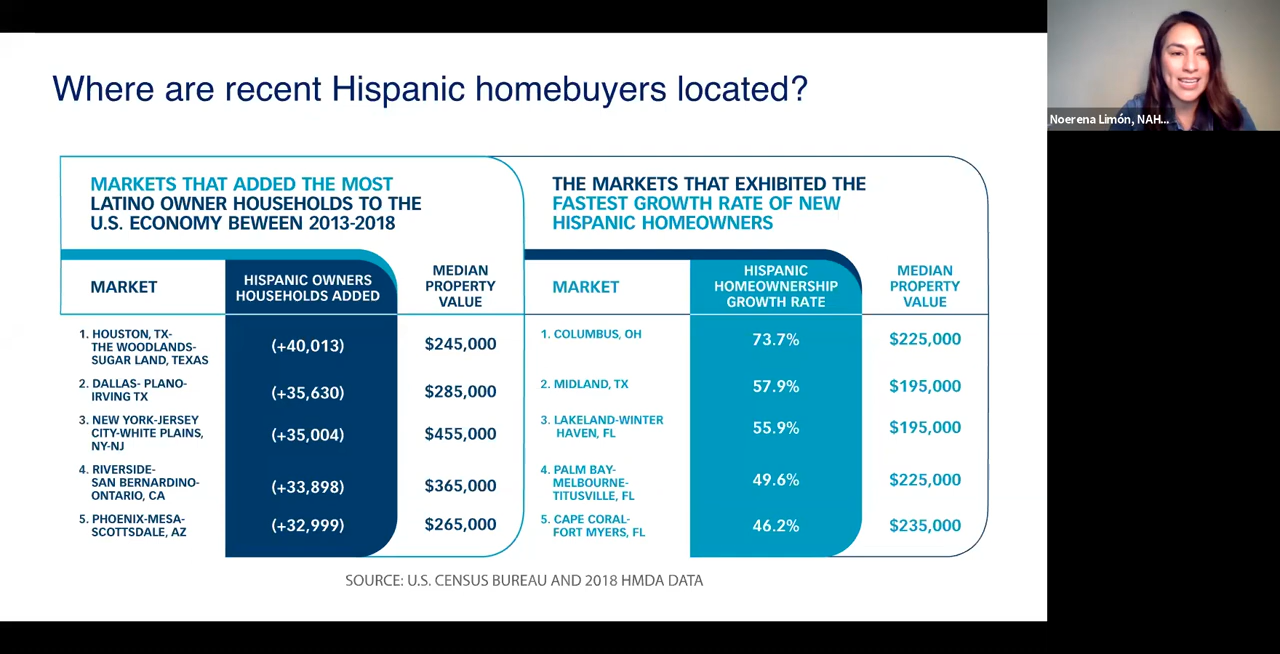 Where are recent Hispanic homebuyers located?
Noerena Limón, NAH...
MARKETS THAT ADDED THE MOST
LATINO OWNER HOUSEHOLDS TO THE
U.S. ECONOMY BEWEEN 2013-2018
MARKET
HISPANIC OWNERS
HOUSEHOLDS ADDED
MEDIAN
PROPERTY
VALUE
1. HOUSTON, TX-
THE WOODLANDS-
SUGAR LAND, TEXAS
(+40,013)
$245,000
2. DALLAS- PLANO-
IRVING TX
(+35,630)
$285,000
3. NEW YORK-JERSEY
CITY-WHITE PLAINS,
NY-NJ
(+35,004)
$455,000
4. RIVERSIDE-
SAN BERNARDINO-
ONTARIO, CA
(+33,898)
$365,000
5. PHOENIX-MESA-
SCOTTSDALE, AZ
(+32,999)
$265,000
THE MARKETS THAT EXHIBITED THE
FASTEST GROWTH RATE OF NEW
HISPANIC HOMEOWNERS
MARKET
HISPANIC
HOMEOWNERSHIP
GROWTH RATE
MEDIAN
PROPERTY
VALUE
1. COLUMBUS, OH
73.7%
$225,000
2. MIDLAND, TX
57.9%
$195,000
3. LAKELAND-WINTER
HAVEN, FL
55.9%
$195,000
4. PALM BAY-
MELBOURNE-
TITUSVILLE, FL
49.6%
$225,000
5. CAPE CORAL-
FORT MYERS, FL
46.2%
$235,000
SOURCE: U.S. CENSUS BUREAU AND 2018 HMDA DATA